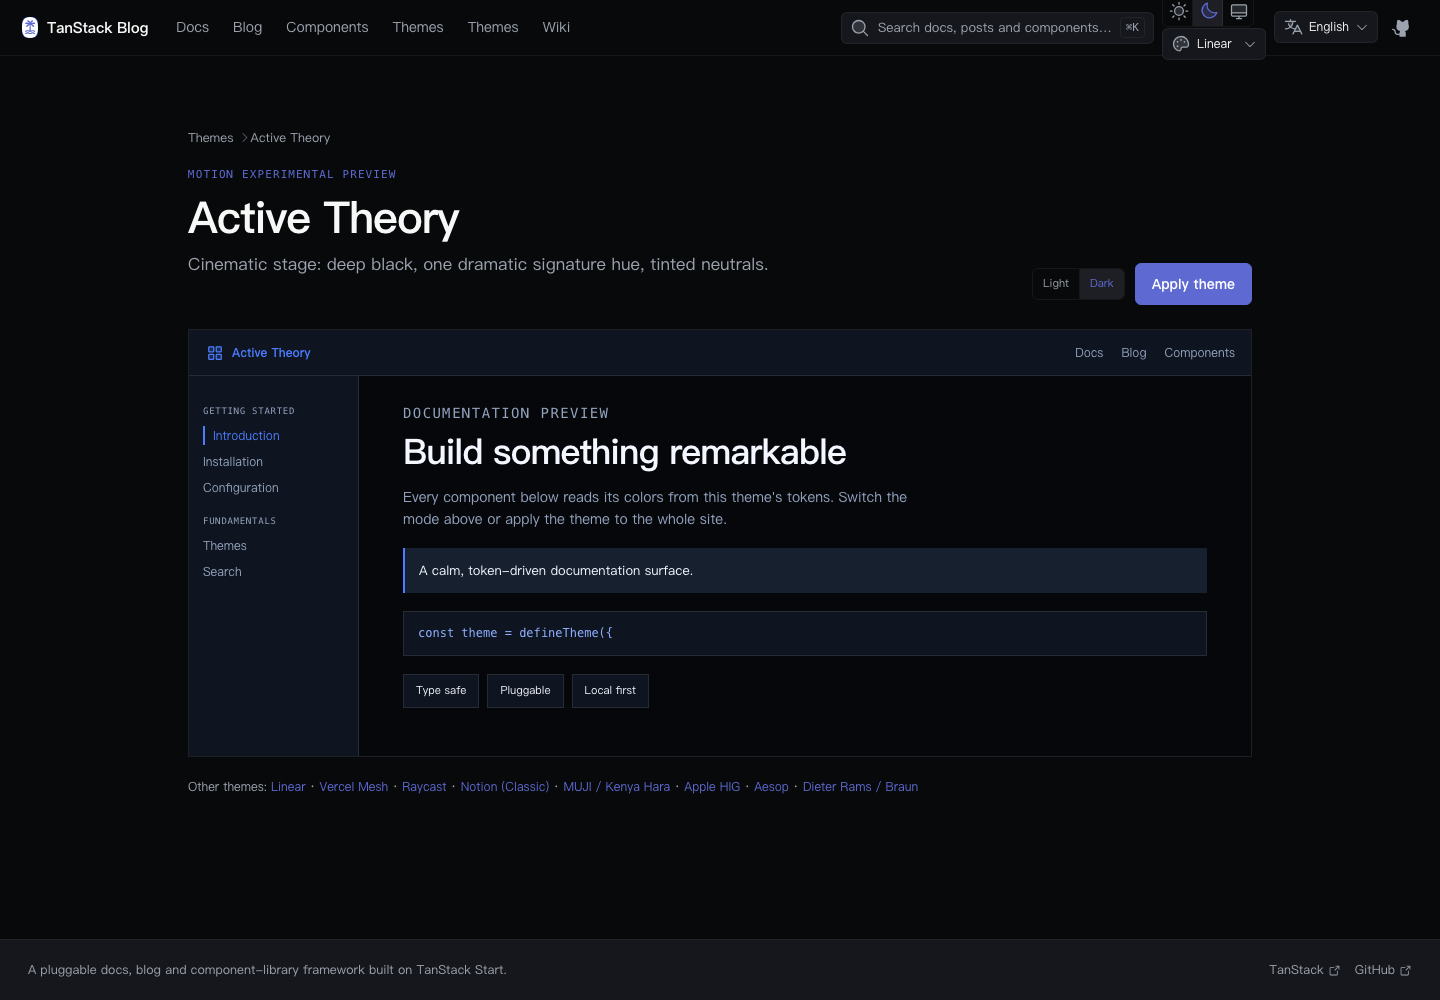 TanStack Blog
Docs
Blog
Components
Themes
Themes
Wiki
Search docs, posts and components...
⌘K
Linear
English
Themes
Active Theory
MOTION EXPERIMENTAL PREVIEW
Active Theory
Cinematic stage: deep black, one dramatic signature hue, tinted neutrals.
Light
Dark
Apply theme
Active Theory
Docs
Blog
Components
GETTING STARTED
Introduction
Installation
Configuration
FUNDAMENTALS
Themes
Search
DOCUMENTATION PREVIEW
Build something remarkable
Every component below reads its colors from this theme's tokens. Switch the
mode above or apply the theme to the whole site.
A calm, token-driven documentation surface.
const theme = defineTheme({
Type safe
Pluggable
Local first
Other themes: Linear · Vercel Mesh · Raycast · Notion (Classic) · MUJI / Kenya Hara · Apple HIG · Aesop · Dieter Rams / Braun
A pluggable docs, blog and component-library framework built on TanStack Start.
TanStack
GitHub